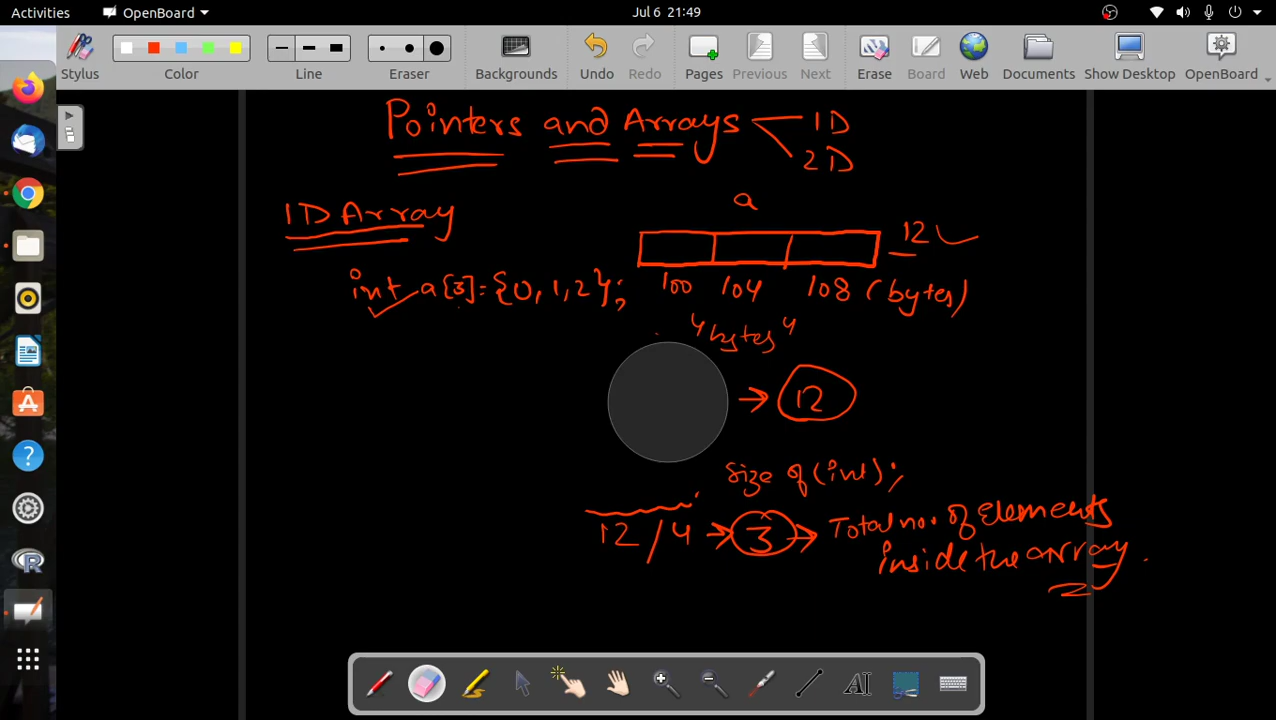 Activities OpenBoard Jul 6 21:49
Stylus Color Line Eraser Backgrounds Undo Redo Pages Previous Next Erase Board Web Documents Show Desktop OpenBoard
Pointers and Arrays 1D
2D
a
1D Array
12
int a[3]={0,1,2};
100 104 108 (bytes)
4 bytes 4
→ 12
Size of (int);
12/4 → 3 → Total no. of Elements
inside the array.